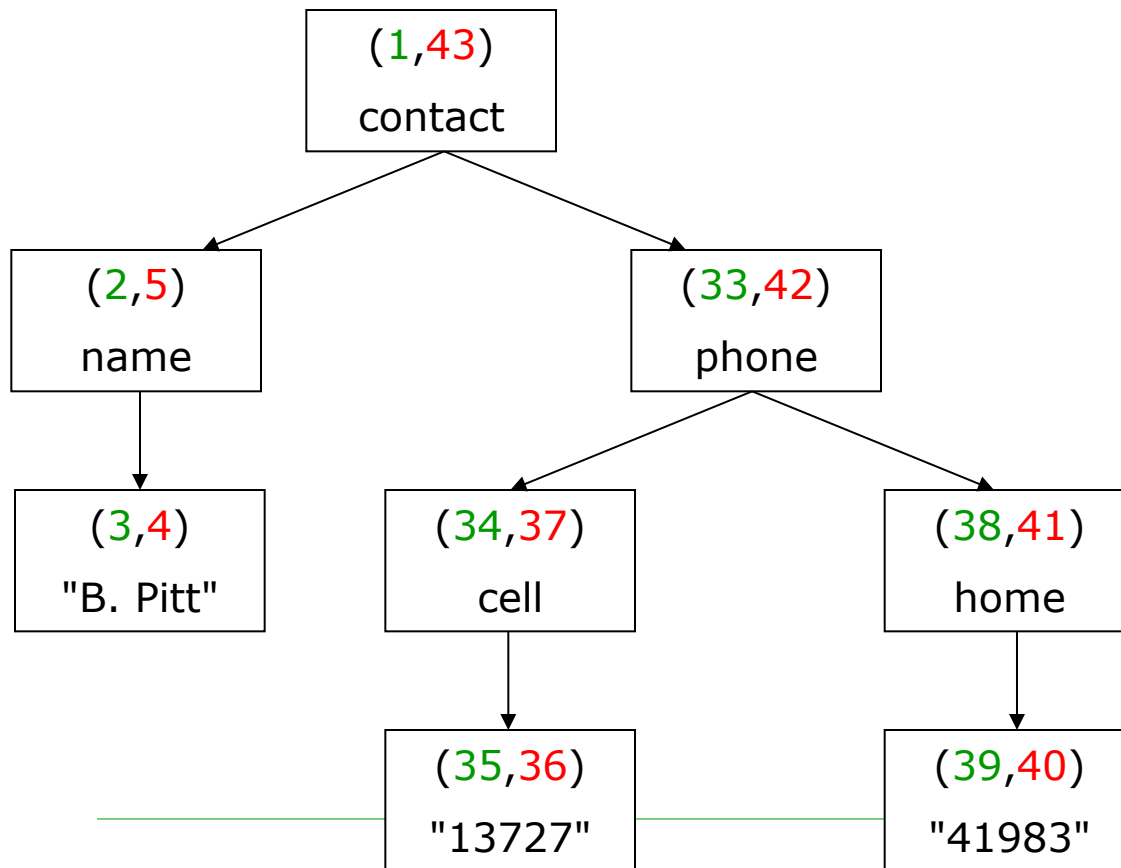 (1,43)
contact
(2,5)
name
(33,42)
phone
(3,4)
"B. Pitt"
(34,37)
cell
(38,41)
home
(35,36)
"13727"
(39,40)
"41983"